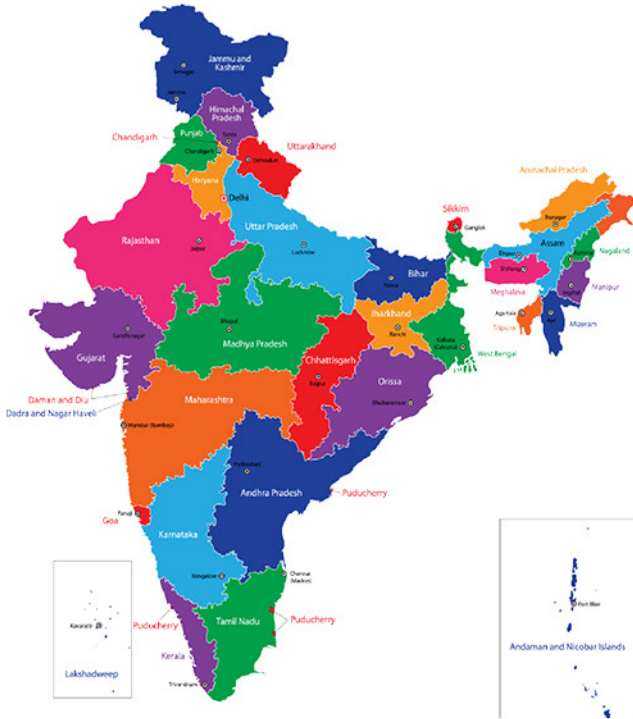 Jammu and
Kashmir
Srinagar
Jammu
Himachal
Pradesh
Simla
Punjab
Chandigarh
Chandigarh
Uttarakhand
Dehradun
Haryana
Delhi
Arunachal Pradesh
Itanagar
Sikkim
Gangtok
Assam
Dispur
Nagaland
Kohima
Shillong
Meghalaya
Imphal
Manipur
Rajasthan
Jaipur
Uttar Pradesh
Lucknow
Bihar
Patna
Agartala
Tripura
Mizeram
Jharkhand
Ranchi
Kolkata
(Calcutta)
West Bengal
Gandhinagar
Gujarat
Bhopal
Madhya Pradesh
Chhattisgarh
Raipur
Orissa
Bhubaneswar
Daman and Diu
Dadra and Nagar Haveli
Maharashtra
Mumbai (Bombay)
Hyderabad
Andhra Pradesh
Puducherry
Panaji
Goa
Karnataka
Bangalore
Chennai
(Madras)
Puducherry
Tamil Nadu
Puducherry
Kerala
Trivandrum
Kavaratti
Lakshadweep
Port Blair
Andaman and Nicobar Islands